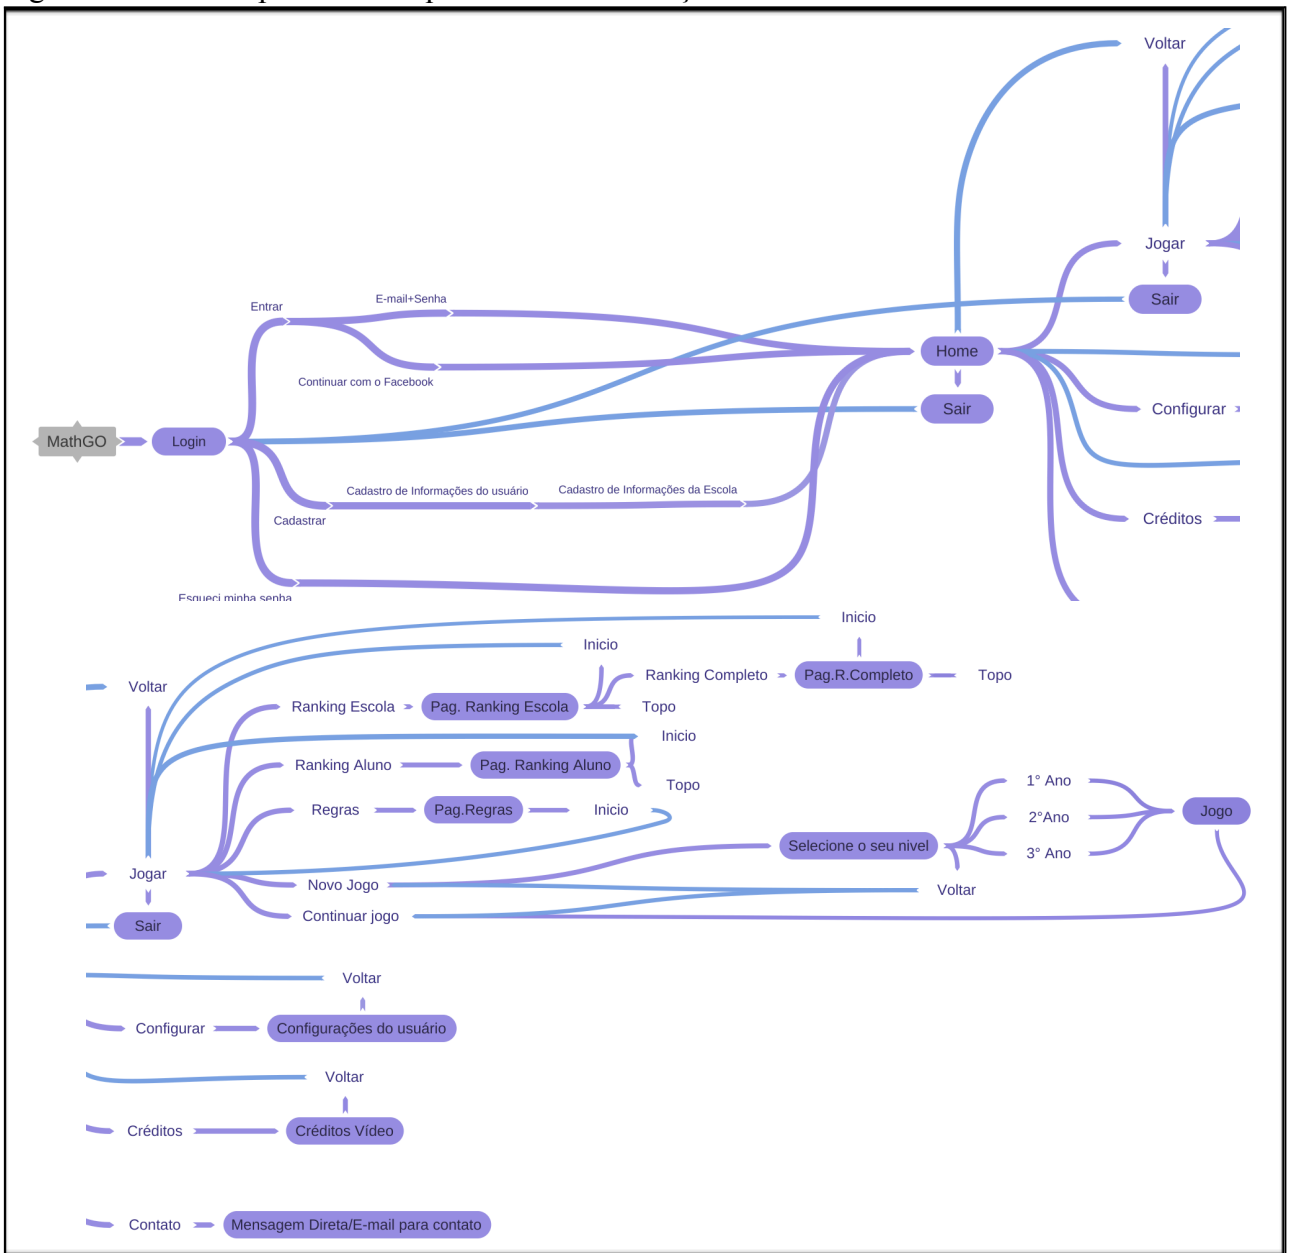 Voltar
Jogar
Sair
Entrar
E-mail+Senha
Continuar com o Facebook
Home
Sair
MathGO
Login
Configurar
Cadastro de Informações do usuário
Cadastro de Informações da Escola
Cadastrar
Créditos
Esqueci minha senha
Inicio
Inicio
Voltar
Ranking Completo
Pag.R.Completo
Topo
Ranking Escola
Pag. Ranking Escola
Topo
Inicio
Ranking Aluno
Pag. Ranking Aluno
Topo
1° Ano
Regras
Pag.Regras
Inicio
2°Ano
Jogo
Selecione o seu nivel
3° Ano
Jogar
Novo Jogo
Voltar
Continuar jogo
Sair
Voltar
Configurar
Configurações do usuário
Voltar
Créditos
Créditos Vídeo
Contato
Mensagem Direta/E-mail para contato